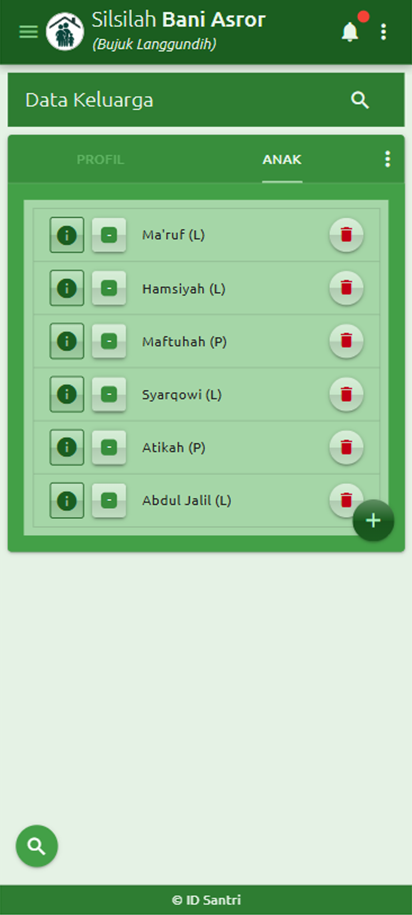 Silsilah Bani Asror
(Bujuk Langgundih)
Data Keluarga
PROFIL ANAK
Ma'ruf (L)
Hamsiyah (L)
Maftuhah (P)
Syarqowi (L)
Atikah (P)
Abdul Jalil (L)
© ID Santri